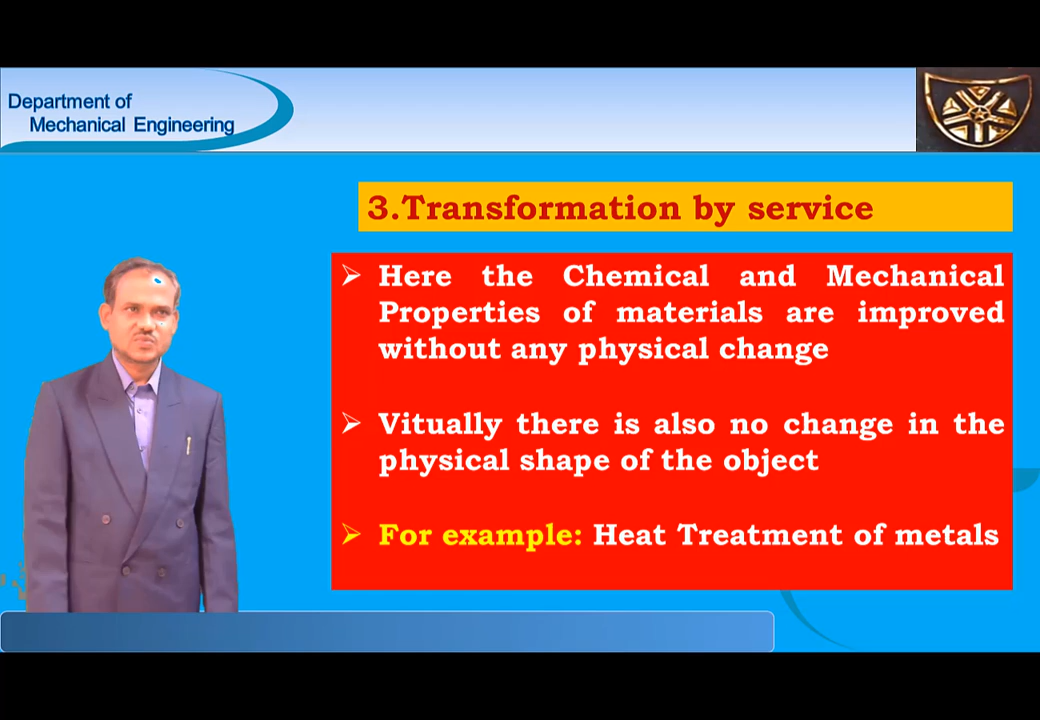 Department of
Mechanical Engineering
3.Transformation by service
Here the Chemical and Mechanical
Properties of materials are improved
without any physical change
Vitually there is also no change in the
physical shape of the object
For example: Heat Treatment of metals